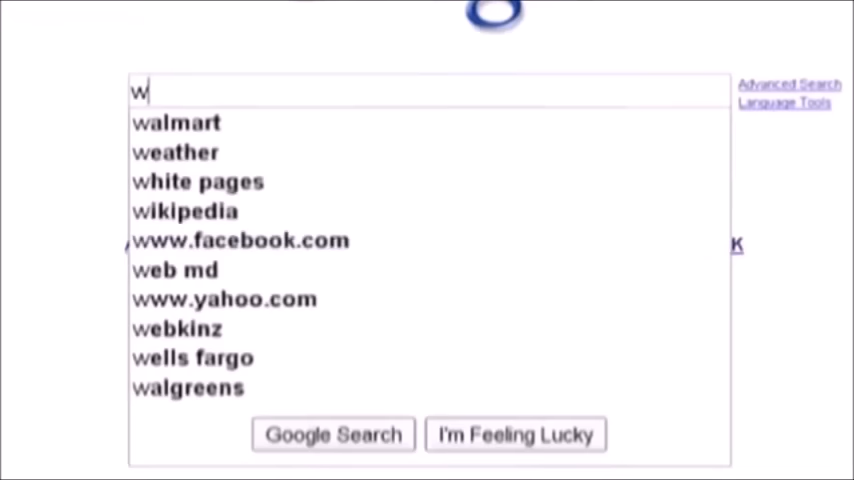 g
w
Advanced Search
Language Tools
walmart
weather
white pages
wikipedia
www.facebook.com
K
web md
www.yahoo.com
webkinz
wells fargo
walgreens
Google Search
I'm Feeling Lucky